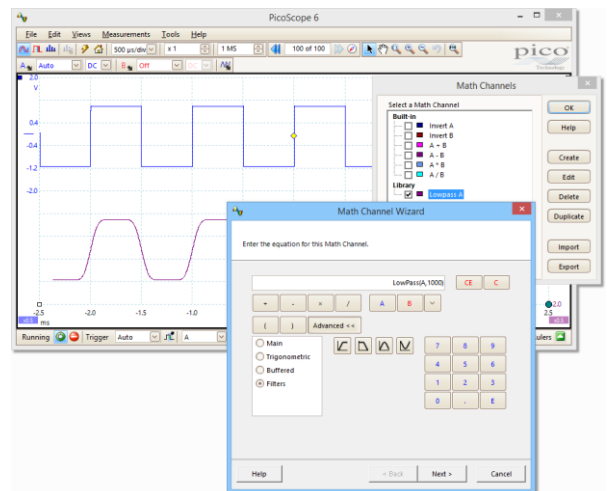 PicoScope 6
File Edit Views Measurements Tools Help
500 µs/div x 1 1 MS 100 of 100
pico
Technology
A Auto DC B Off DC
2.0
V
0.4
-0.4
-1.2
-2.0
-2.5 -2.0 -1.5 -1.0
ms
2.0
2.5
Running Trigger Auto A
ulers
Math Channels
Select a Math Channel
Built-in
Invert A
Invert B
A + B
A - B
A * B
A / B
Library
Lowpass A
OK
Help
Create
Edit
Delete
Duplicate
Import
Export
Math Channel Wizard
Enter the equation for this Math Channel.
LowPass(A,1000) CE C
+ - × / A B
( ) Advanced <<
Main
Trigonometric
Buffered
Filters
7 8 9
4 5 6
1 2 3
0 . E
Help < Back Next > Cancel